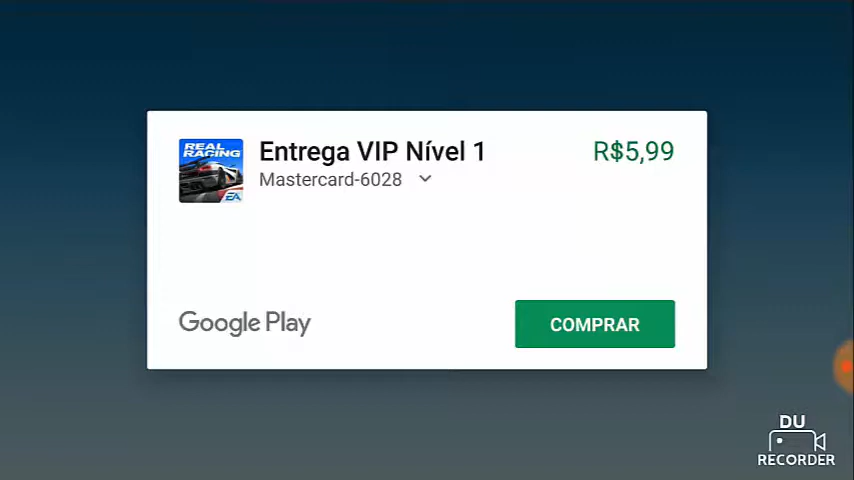 REAL
RACING
EA
Entrega VIP Nível 1
R$5,99
Mastercard-6028
Google Play
COMPRAR
DU
RECORDER